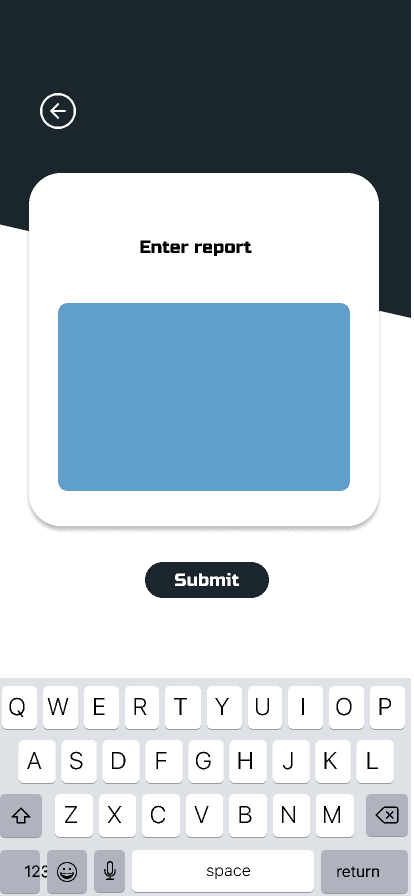 Enter report
Submit
Q W E R T Y U I O P
A S D F G H J K L
Z X C V B N M
123 space return